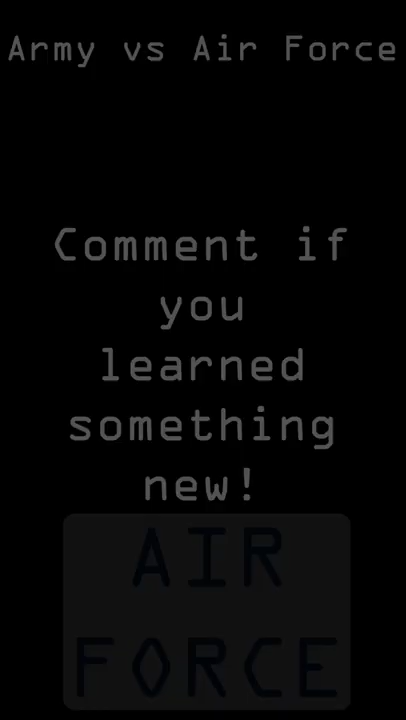 Army vs Air Force
Comment if
you
learned
something
new!
AIR
FORCE